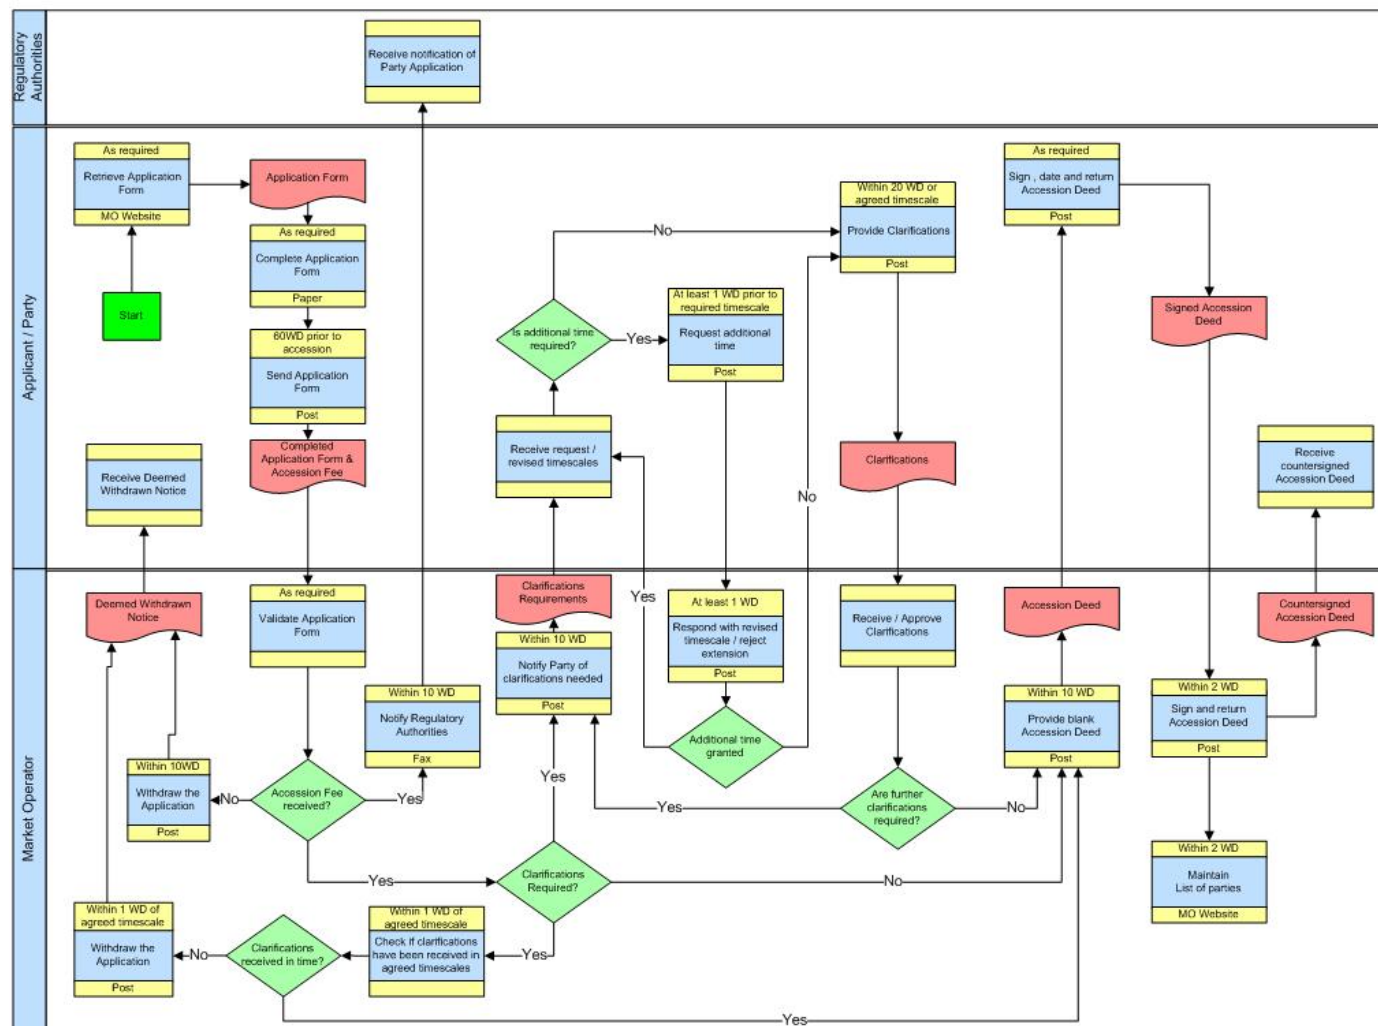 Regulatory
Authorities
Receive notification of
Party Application
Applicant / Party
As required
Retrieve Application
Form
MO Website
Start
Application Form
As required
Complete Application
Form
Paper
60WD prior to
accession
Send Application
Form
Post
Completed
Application Form &
Accession Fee
Receive Deemed
Withdrawn Notice
No
Is additional time
required?
Yes
At least 1 WD prior to
required timescale
Request additional
time
Post
Receive request /
revised timescales
Within 20 WD or
agreed timescale
Provide Clarifications
Post
Clarifications
No
As required
Sign , date and return
Accession Deed
Post
Signed Accession
Deed
Receive
countersigned
Accession Deed
Market Operator
Deemed Withdrawn
Notice
As required
Validate Application
Form
Clarifications
Requirements
Within 10 WD
Notify Party of
clarifications needed
Post
Yes
At least 1 WD
Respond with revised
timescale / reject
extension
Post
Additional time
granted
Receive / Approve
Clarifications
Accession Deed
Within 10 WD
Provide blank
Accession Deed
Post
Countersigned
Accession Deed
Within 2 WD
Sign and return
Accession Deed
Post
Within 10 WD
Notify Regulatory
Authorities
Fax
Within 10WD
Withdraw the
Application
Post
No
Accession Fee
received?
Yes
Yes
Yes
Are further
clarifications
required?
No
Yes
Clarifications
Required?
No
Within 2 WD
Maintain
List of parties
MO Website
Within 1 WD of
agreed timescale
Withdraw the
Application
Post
No
Clarifications
received in time?
Within 1 WD of
agreed timescale
Check if clarifications
have been received in
agreed timescales
Yes
Yes